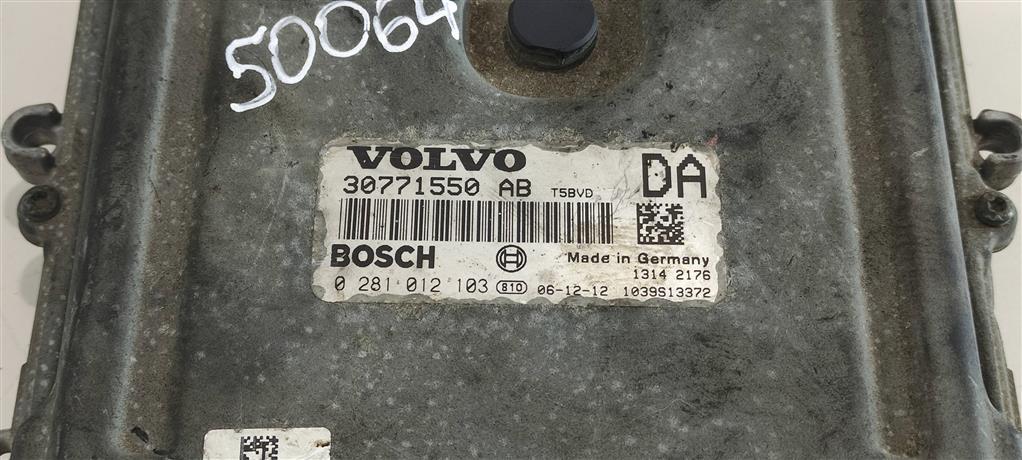 50064
VOLVO
30771550 AB T5BVD DA
BOSCH
Made in Germany
1314 2176
0 281 012 103 810 06-12-12 1039S13372